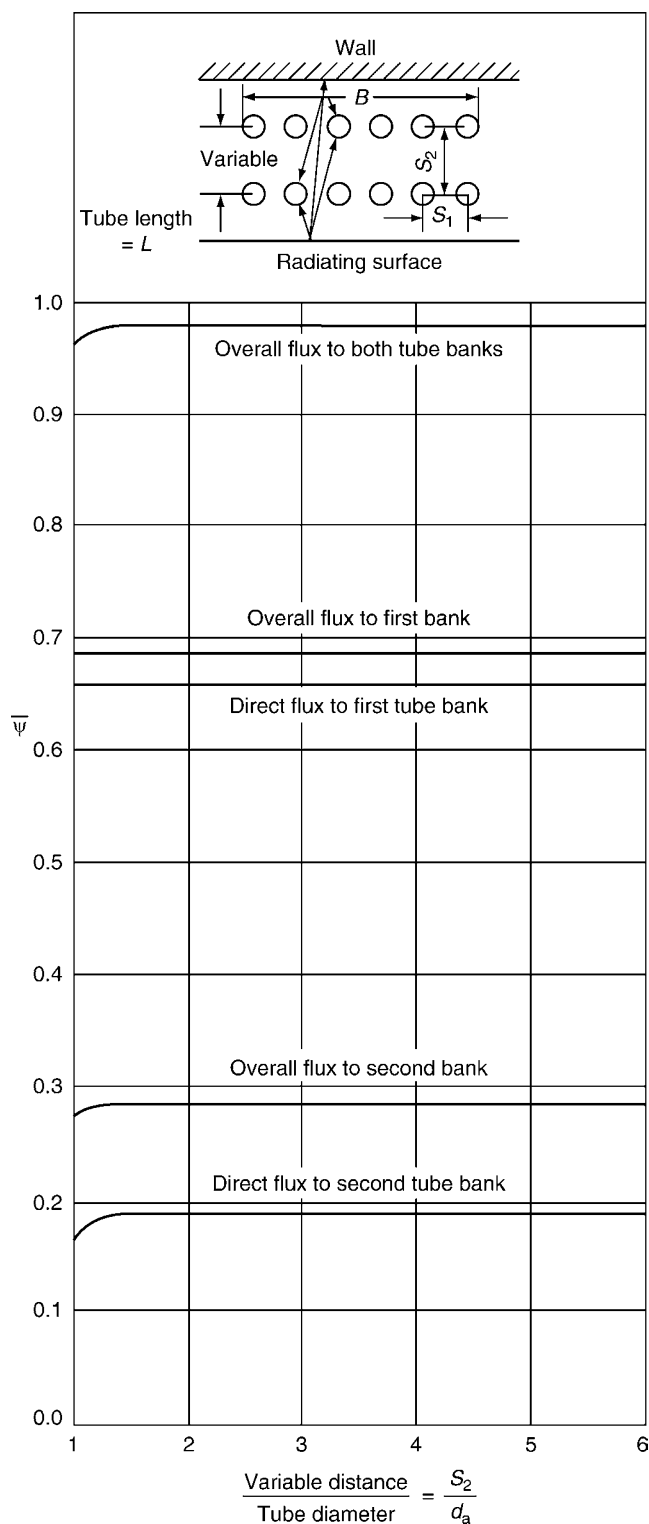 Wall
B
Variable
S₂
Tube length
= L
S₁
Radiating surface
1.0
Overall flux to both tube banks
0.9
0.8
Overall flux to first bank
0.7
Direct flux to first tube bank
ψ̅
0.6
0.5
0.4
Overall flux to second bank
0.3
Direct flux to second tube bank
0.2
0.1
0.0
1 2 3 4 5 6
Variable distance / Tube diameter = S₂ / dₐ